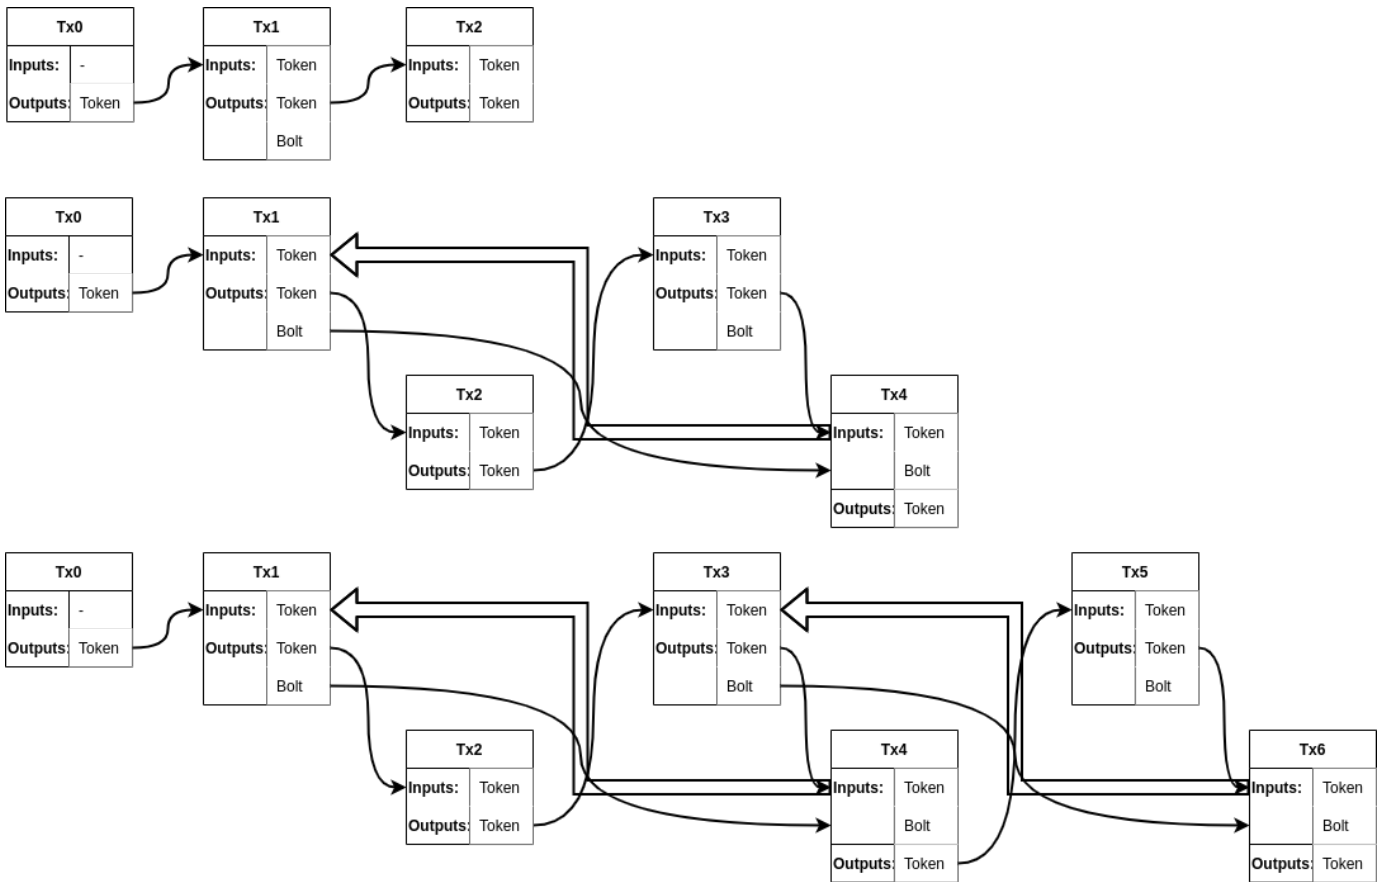 Tx0 Tx1 Tx2
Inputs: - Inputs: Token Inputs: Token
Outputs: Token Outputs: Token Outputs: Token
Bolt
Tx0 Tx1 Tx3
Inputs: - Inputs: Token Inputs: Token
Outputs: Token Outputs: Token Outputs: Token
Bolt Bolt
Tx2 Tx4
Inputs: Token Inputs: Token
Outputs: Token Bolt
Outputs: Token
Tx0 Tx1 Tx3 Tx5
Inputs: - Inputs: Token Inputs: Token Inputs: Token
Outputs: Token Outputs: Token Outputs: Token Outputs: Token
Bolt Bolt Bolt
Tx2 Tx4 Tx6
Inputs: Token Inputs: Token Inputs: Token
Outputs: Token Bolt Bolt
Outputs: Token Outputs: Token